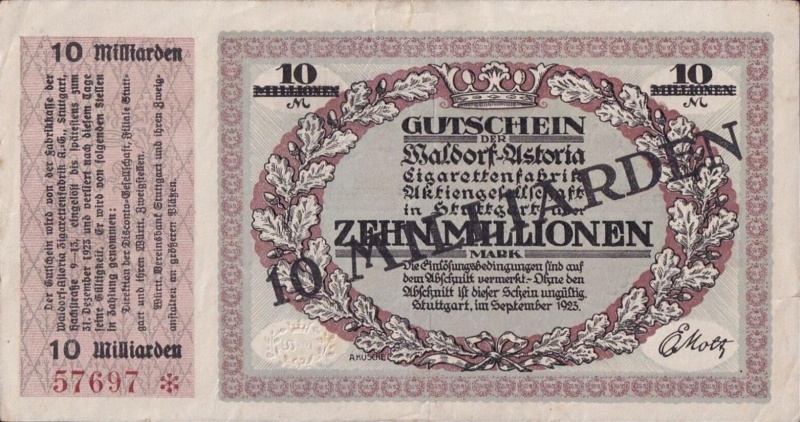 10 Milliarden
Der Gutschein wird von der Fabrikkasse der
Waldorf-Astoria Zigarettenfabrik A.-G., Stuttgart,
Hackstraße 9–13, eingelöst bis spätestens zum
31. Dezember 1923 und verliert nach diesem Tage
seine Gültigkeit. Er wird von folgenden Stellen
in Zahlung genommen:
Direktion der Disconto-Gesellschaft, Filiale Stutt-
gart und ihren Württ. Zweigstellen.
Württ. Vereinsbank Stuttgart und ihren Zweig-
anstalten an größeren Plätzen.
10 Milliarden
57697 *
10
MILLIONEN
M
10
MILLIONEN
M
GUTSCHEIN
DER
Waldorf-Astoria
Cigarettenfabrik
Aktiengesellschaft
in Stuttgart über
ZEHN MILLIONEN
MARK
Die Einlösungsbedingungen sind auf
dem Abschnitt vermerkt.- Ohne den
Abschnitt ist dieser Schein ungültig.
Stuttgart, im September 1923.
10 MILLIARDEN
A.MUSCHEL
E Molt